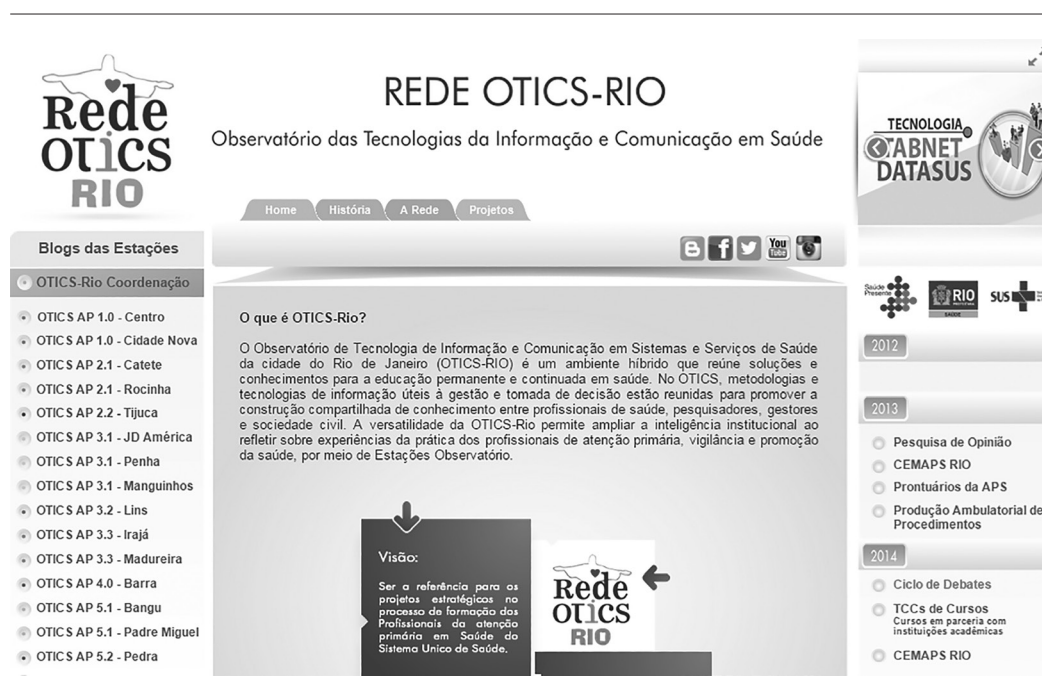 Rede
OTICS
RIO
REDE OTICS-RIO
Observatório das Tecnologias da Informação e Comunicação em Saúde
Home
História
A Rede
Projetos
You
Tube
TECNOLOGIA
TABNET
DATASUS
Saúde
Presente
RIO
SAÚDE
SUS
Blogs das Estações
OTICS-Rio Coordenação
OTICS AP 1.0 - Centro
OTICS AP 1.0 - Cidade Nova
OTICS AP 2.1 - Catete
OTICS AP 2.1 - Rocinha
OTICS AP 2.2 - Tijuca
OTICS AP 3.1 - JD América
OTICS AP 3.1 - Penha
OTICS AP 3.1 - Manguinhos
OTICS AP 3.2 - Lins
OTICS AP 3.3 - Irajá
OTICS AP 3.3 - Madureira
OTICS AP 4.0 - Barra
OTICS AP 5.1 - Bangu
OTICS AP 5.1 - Padre Miguel
OTICS AP 5.2 - Pedra
O que é OTICS-Rio?
O Observatório de Tecnologia de Informação e Comunicação em Sistemas e Serviços de Saúde
da cidade do Rio de Janeiro (OTICS-RIO) é um ambiente híbrido que reúne soluções e
conhecimentos para a educação permanente e continuada em saúde. No OTICS, metodologias e
tecnologias de informação úteis à gestão e tomada de decisão estão reunidas para promover a
construção compartilhada de conhecimento entre profissionais de saúde, pesquisadores, gestores
e sociedade civil. A versatilidade da OTICS-Rio permite ampliar a inteligência institucional ao
refletir sobre experiências da prática dos profissionais de atenção primária, vigilância e promoção
da saúde, por meio de Estações Observatório.
Visão:
Ser a referência para os
projetos estratégicos no
processo de formação dos
Profissionais da atenção
primária em Saúde do
Sistema Unico de Saúde.
Rede
OTICS
RIO
2012
2013
Pesquisa de Opinião
CEMAPS RIO
Prontuários da APS
Produção Ambulatorial de
Procedimentos
2014
Ciclo de Debates
TCCs de Cursos
Cursos em parceria com
instituições acadêmicas
CEMAPS RIO